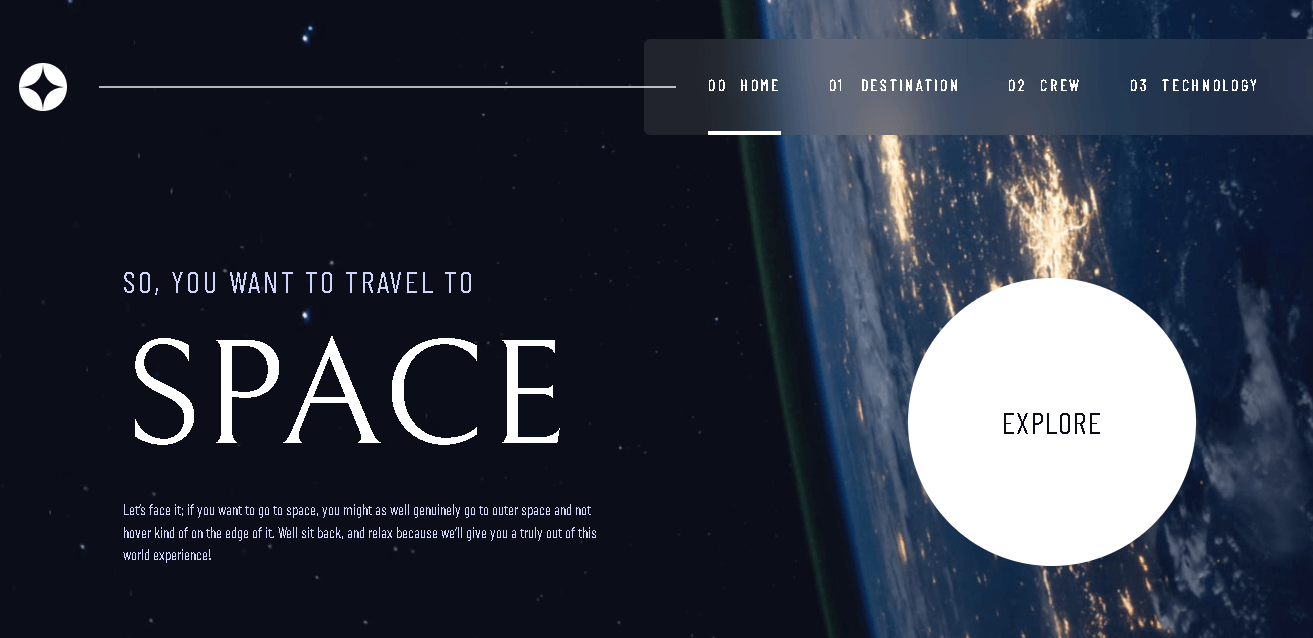 00 HOME 01 DESTINATION 02 CREW 03 TECHNOLOGY
SO, YOU WANT TO TRAVEL TO
SPACE
Let's face it; if you want to go to space, you might as well genuinely go to outer space and not
hover kind of on the edge of it. Well sit back, and relax because we'll give you a truly out of this
world experience!
EXPLORE